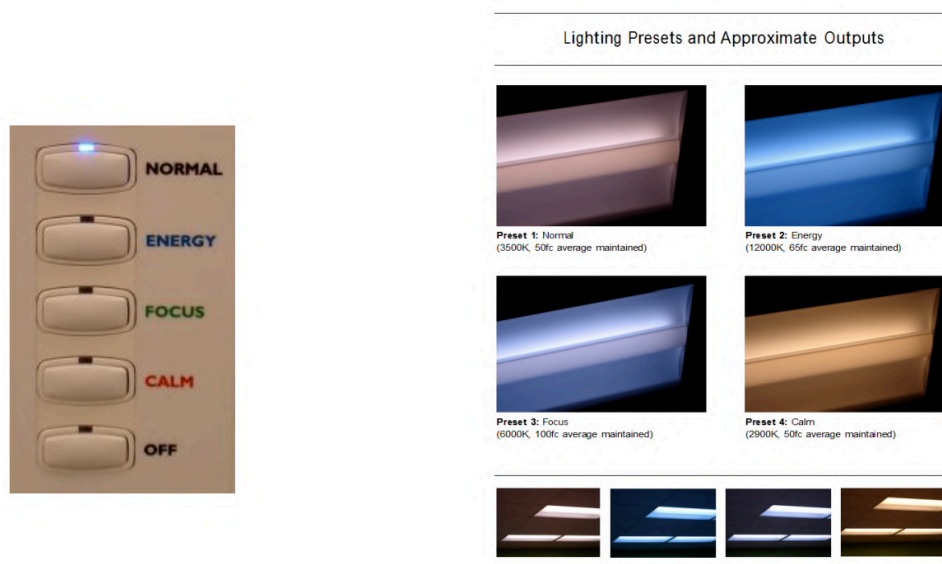 Lighting Presets and Approximate Outputs
NORMAL
ENERGY
FOCUS
CALM
OFF
Preset 1: Normal
(3500K, 50fc average maintained)
Preset 2: Energy
(12000K, 65fc average maintained)
Preset 3: Focus
(6000K, 100fc average maintained)
Preset 4: Calm
(2900K, 50fc average maintained)